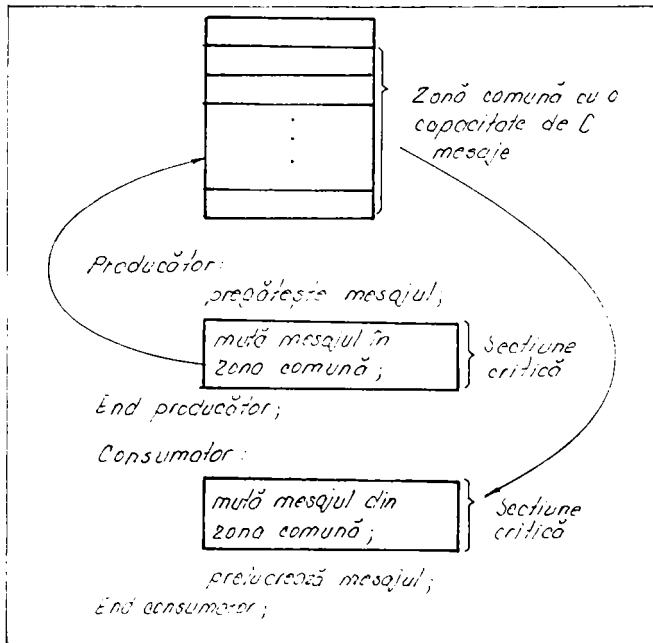 Zonă comună cu o
capacitate de C
mesaje
Producător:
pregătește mesajul;
mută mesajul în
zona comună;
Secțiune
critică
End producător;
Consumator:
mută mesajul din
zona comună;
Secțiune
critică
prelucrează mesajul;
End consumator;